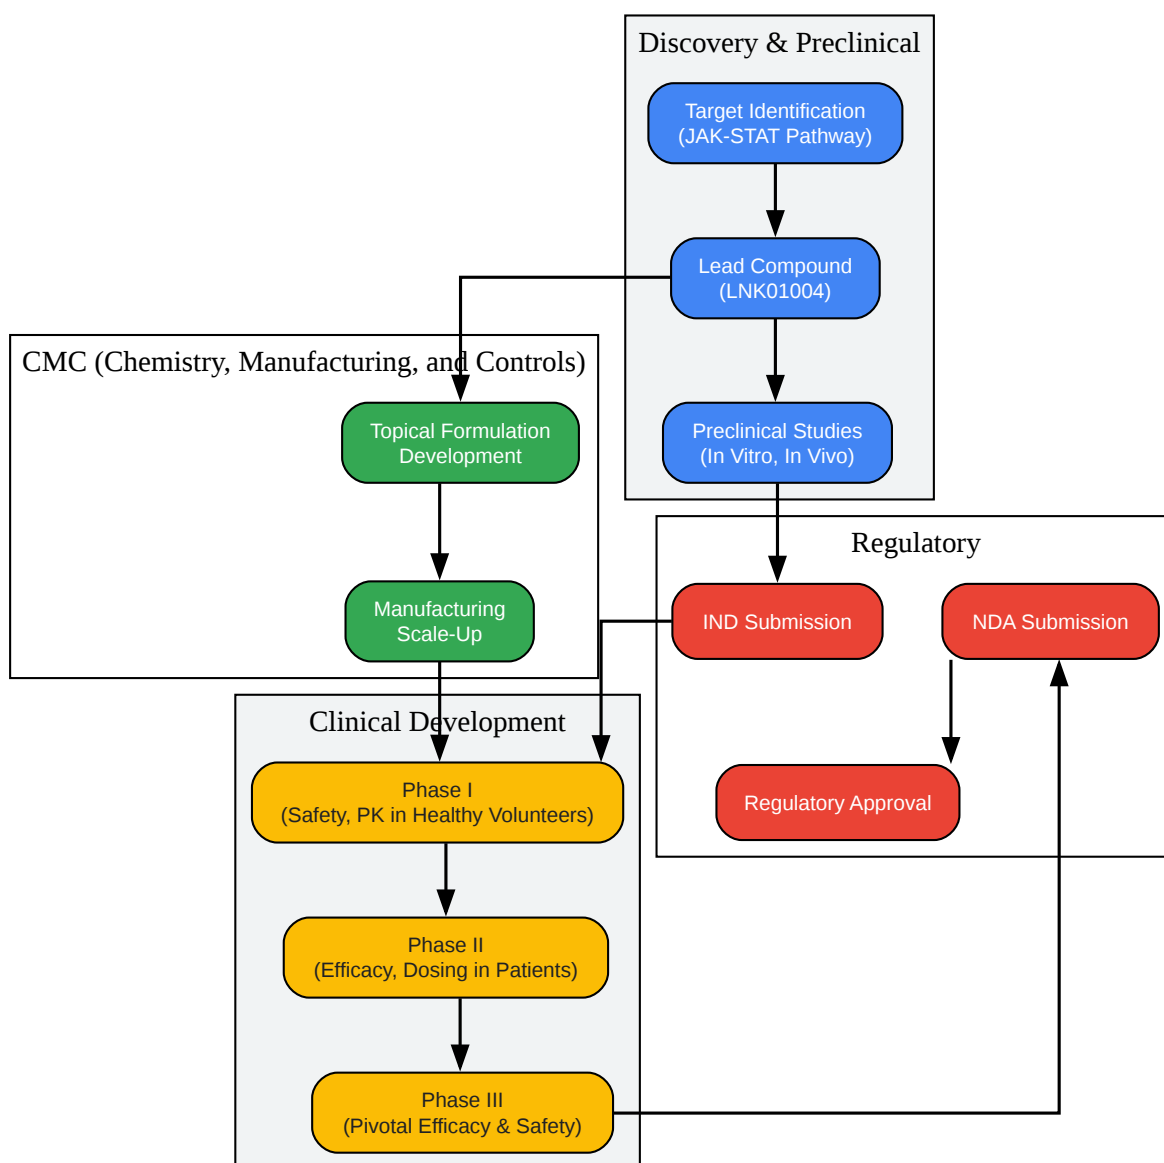 Discovery & Preclinical
Target Identification
(JAK-STAT Pathway)
Lead Compound
(LNK01004)
Preclinical Studies
(In Vitro, In Vivo)
CMC (Chemistry, Manufacturing, and Controls)
Topical Formulation
Development
Manufacturing
Scale-Up
Regulatory
IND Submission
NDA Submission
Regulatory Approval
Clinical Development
Phase I
(Safety, PK in Healthy Volunteers)
Phase II
(Efficacy, Dosing in Patients)
Phase III
(Pivotal Efficacy & Safety)